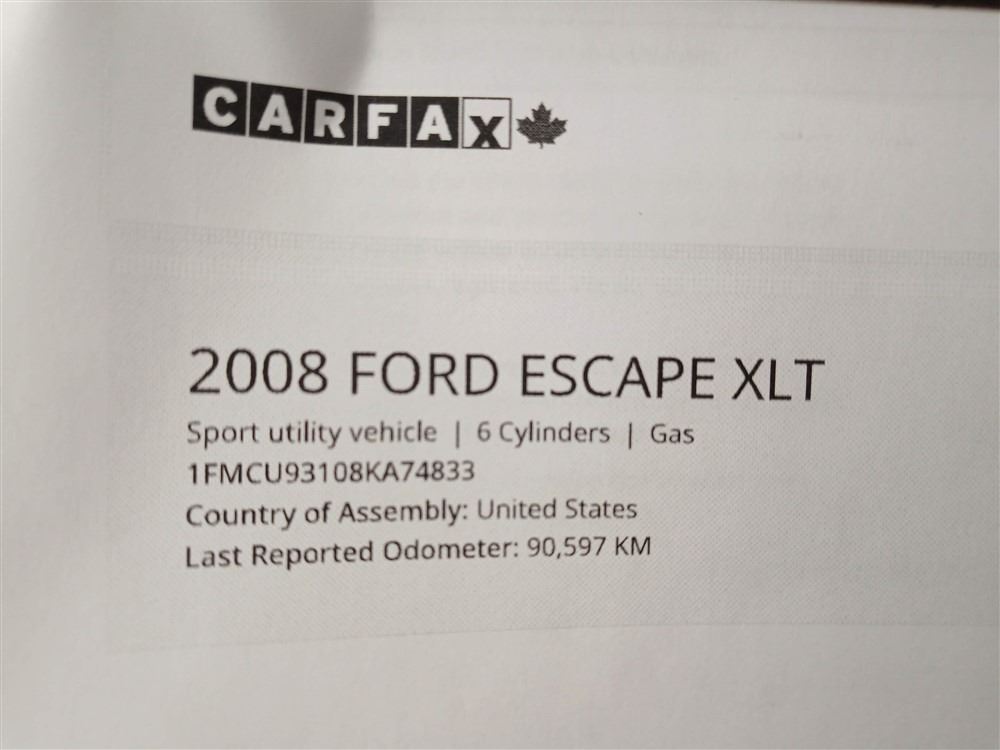 CARFAX
2008 FORD ESCAPE XLT
Sport utility vehicle | 6 Cylinders | Gas
1FMCU93108KA74833
Country of Assembly: United States
Last Reported Odometer: 90,597 KM